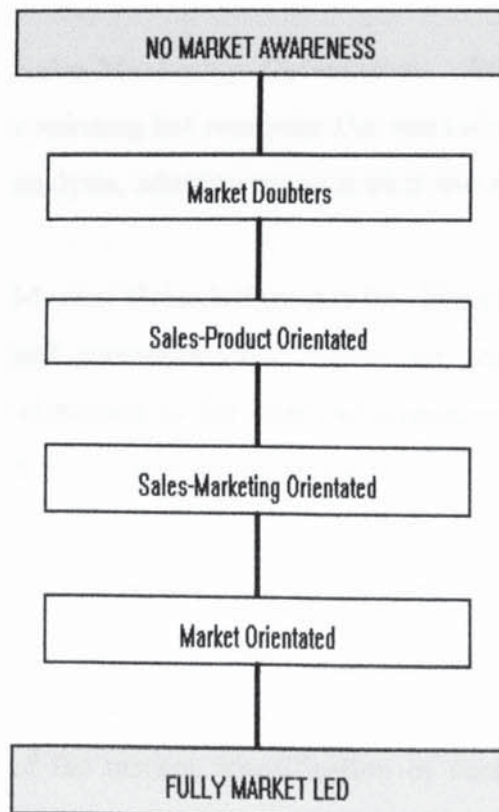 NO MARKET AWARENESS
Market Doubters
Sales-Product Orientated
Sales-Marketing Orientated
Market Orientated
FULLY MARKET LED